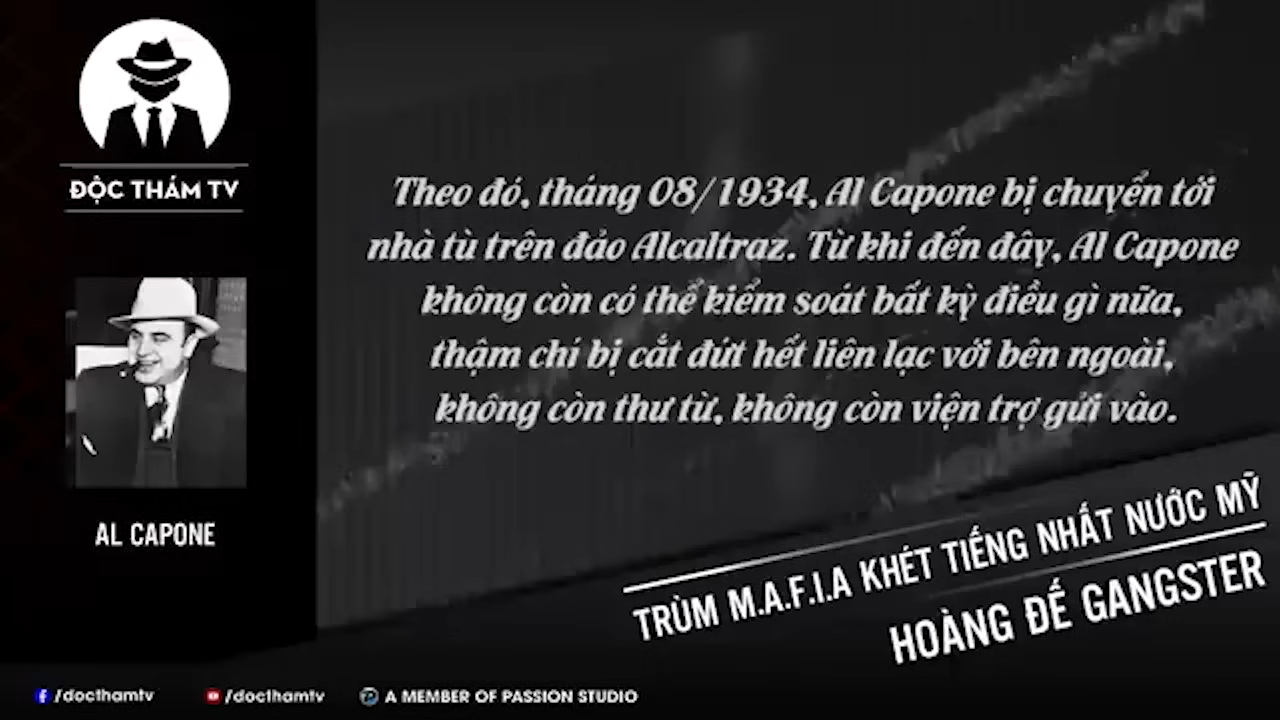 ĐỘC THÁM TV
AL CAPONE
Theo đó, tháng 08/1934, Al Capone bị chuyển tới
nhà tù trên đảo Alcaltraz. Từ khi đến đây, Al Capone
không còn có thể kiểm soát bất kỳ điều gì nữa,
thậm chí bị cắt đứt hết liên lạc với bên ngoài,
không còn thư từ, không còn viện trợ gửi vào.
TRÙM M.A.F.I.A KHÉT TIẾNG NHẤT NƯỚC MỸ
HOÀNG ĐẾ GANGSTER
/docthamtv
/docthamtv
A MEMBER OF PASSION STUDIO